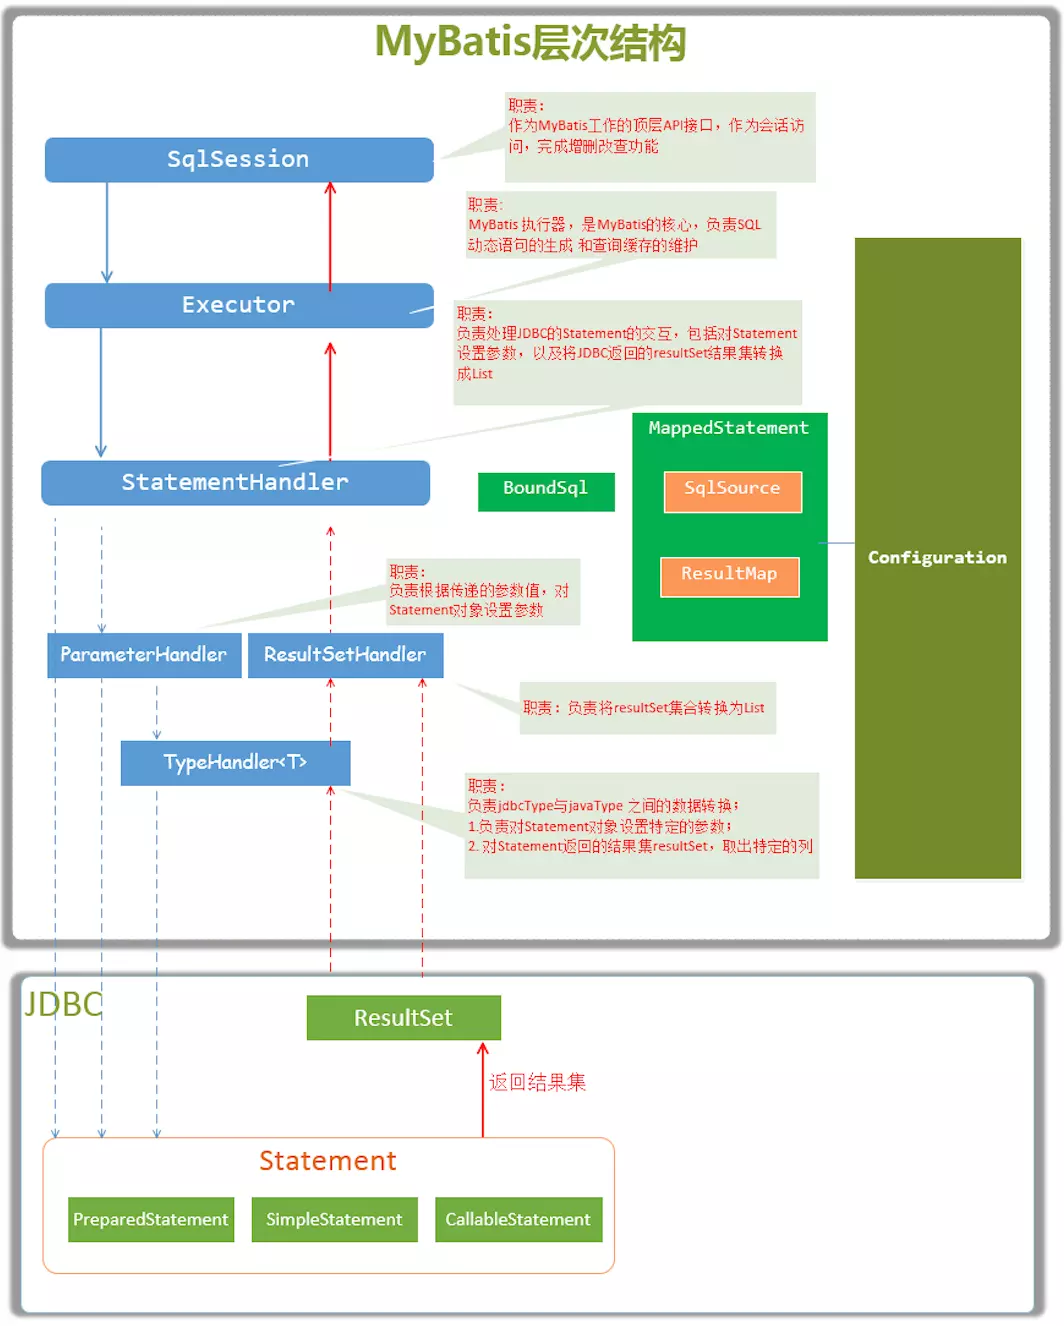 MyBatis层次结构
职责：
作为MyBatis工作的顶层API接口，作为会话访
问，完成增删改查功能
SqlSession
职责:
MyBatis 执行器，是MyBatis的核心，负责SQL
动态语句的生成 和查询缓存的维护
Executor
职责：
负责处理JDBC的Statement的交互，包括对Statement
设置参数，以及将JDBC返回的resultSet结果集转换
成List
MappedStatement
StatementHandler
BoundSql
SqlSource
Configuration
ResultMap
职责：
负责根据传递的参数值，对
Statement对象设置参数
ParameterHandler
ResultSetHandler
职责：负责将resultSet集合转换为List
TypeHandler<T>
职责：
负责jdbcType与javaType 之间的数据转换；
1.负责对Statement对象设置特定的参数；
2. 对Statement返回的结果集resultSet，取出特定的列
JDBC
ResultSet
返回结果集
Statement
PreparedStatement
SimpleStatement
CallableStatement